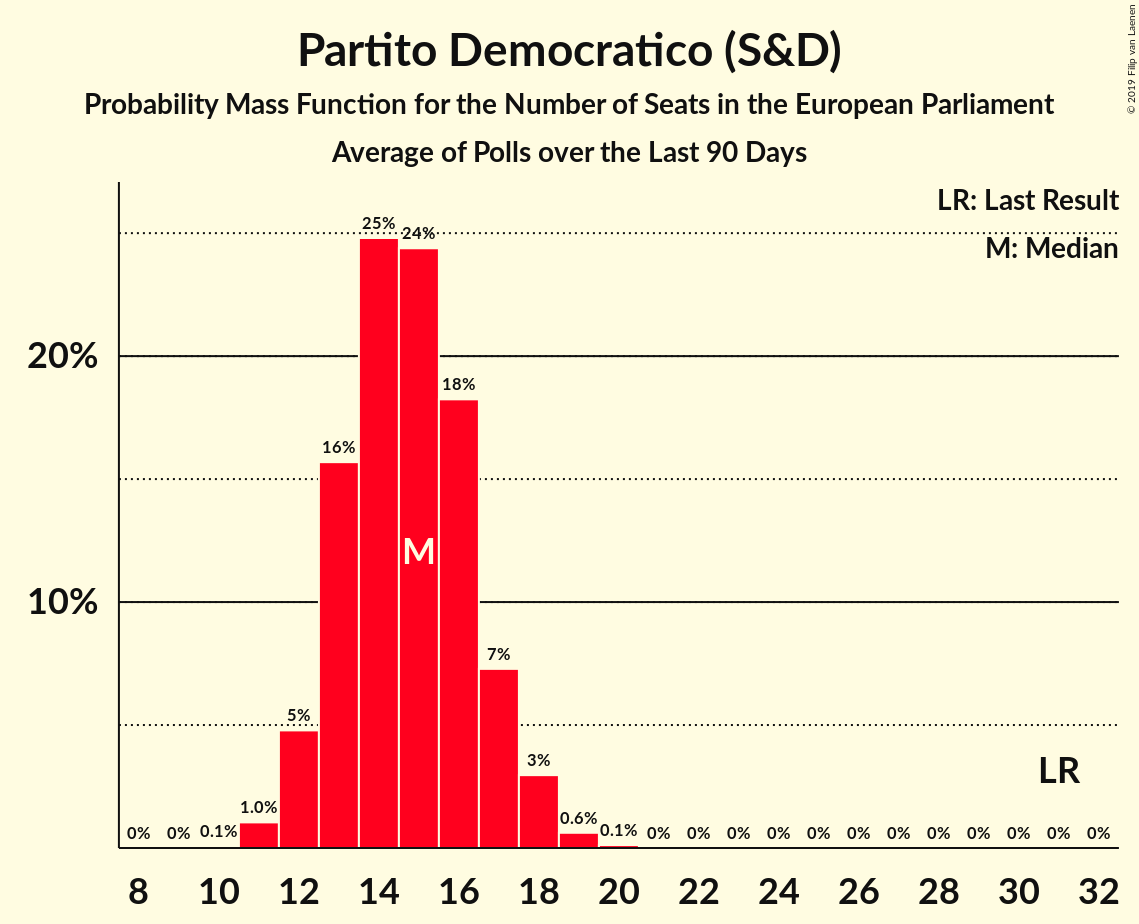 Partito Democratico (S&D)
Probability Mass Function for the Number of Seats in the European Parliament
Average of Polls over the Last 90 Days
© 2019 Filip van Laenen
LR: Last Result
M: Median
20%
10%
0% 0% 0.1% 1.0% 5% 16% 25% 24% 18% 7% 3% 0.6% 0.1% 0% 0% 0% 0% 0% 0% 0% 0% 0% 0% 0% 0%
M
LR
8 10 12 14 16 18 20 22 24 26 28 30 32